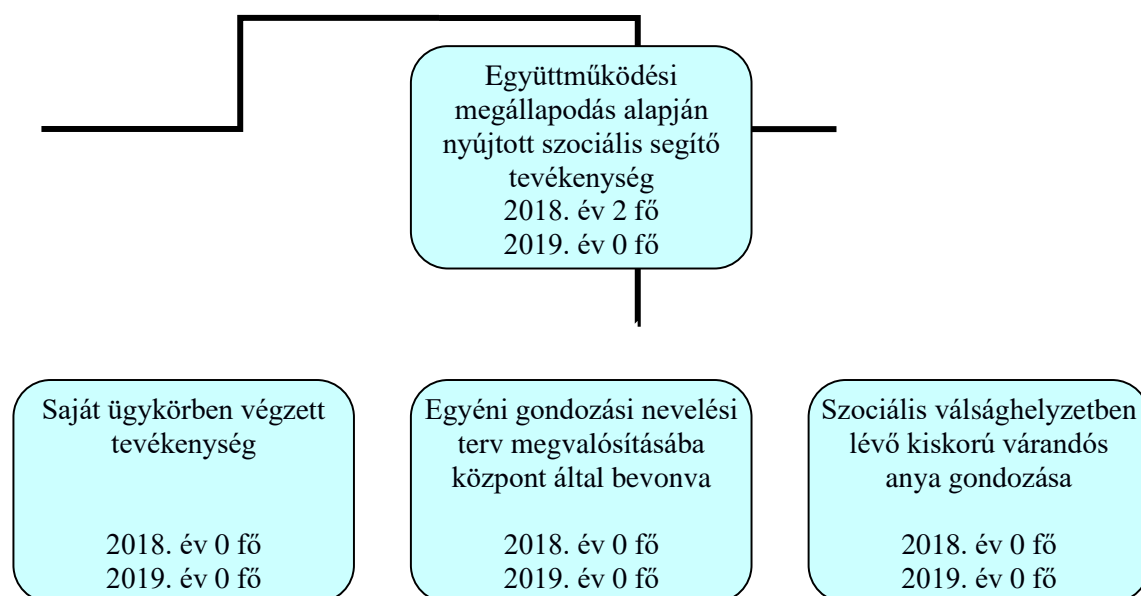 Együttműködési
megállapodás alapján
nyújtott szociális segítő
tevékenység
2018. év 2 fő
2019. év 0 fő
Saját ügykörben végzett
tevékenység
2018. év 0 fő
2019. év 0 fő
Egyéni gondozási nevelési
terv megvalósításába
központ által bevonva
2018. év 0 fő
2019. év 0 fő
Szociális válsághelyzetben
lévő kiskorú várandós
anya gondozása
2018. év 0 fő
2019. év 0 fő